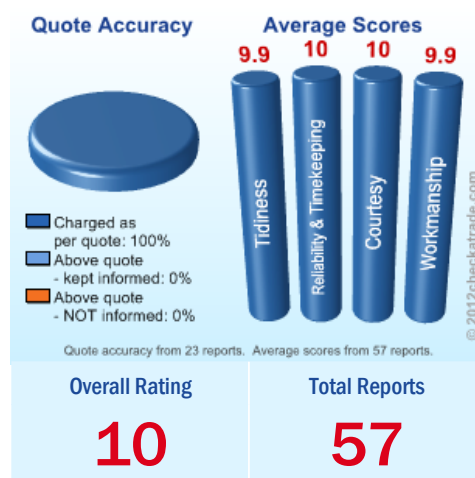 Quote Accuracy
Average Scores
9.9
10
10
9.9
Tidiness
Reliability & Timekeeping
Courtesy
Workmanship
Charged as
per quote: 100%
Above quote
- kept informed: 0%
Above quote
- NOT informed: 0%
© 2012checkatrade.com
Quote accuracy from 23 reports. Average scores from 57 reports.
Overall Rating
Total Reports
10
57